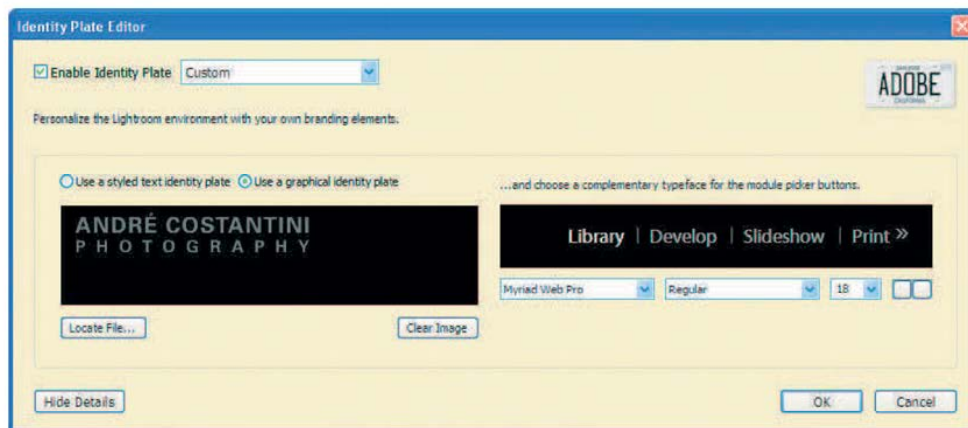 Identity Plate Editor
Enable Identity Plate Custom
ADOBE
CALIFORNIA
Personalize the Lightroom environment with your own branding elements.
Use a styled text identity plate Use a graphical identity plate
...and choose a complementary typeface for the module picker buttons.
ANDRÉ COSTANTINI
PHOTOGRAPHY
Library | Develop | Slideshow | Print »
Myriad Web Pro Regular 18
Locate File... Clear Image
Hide Details OK Cancel